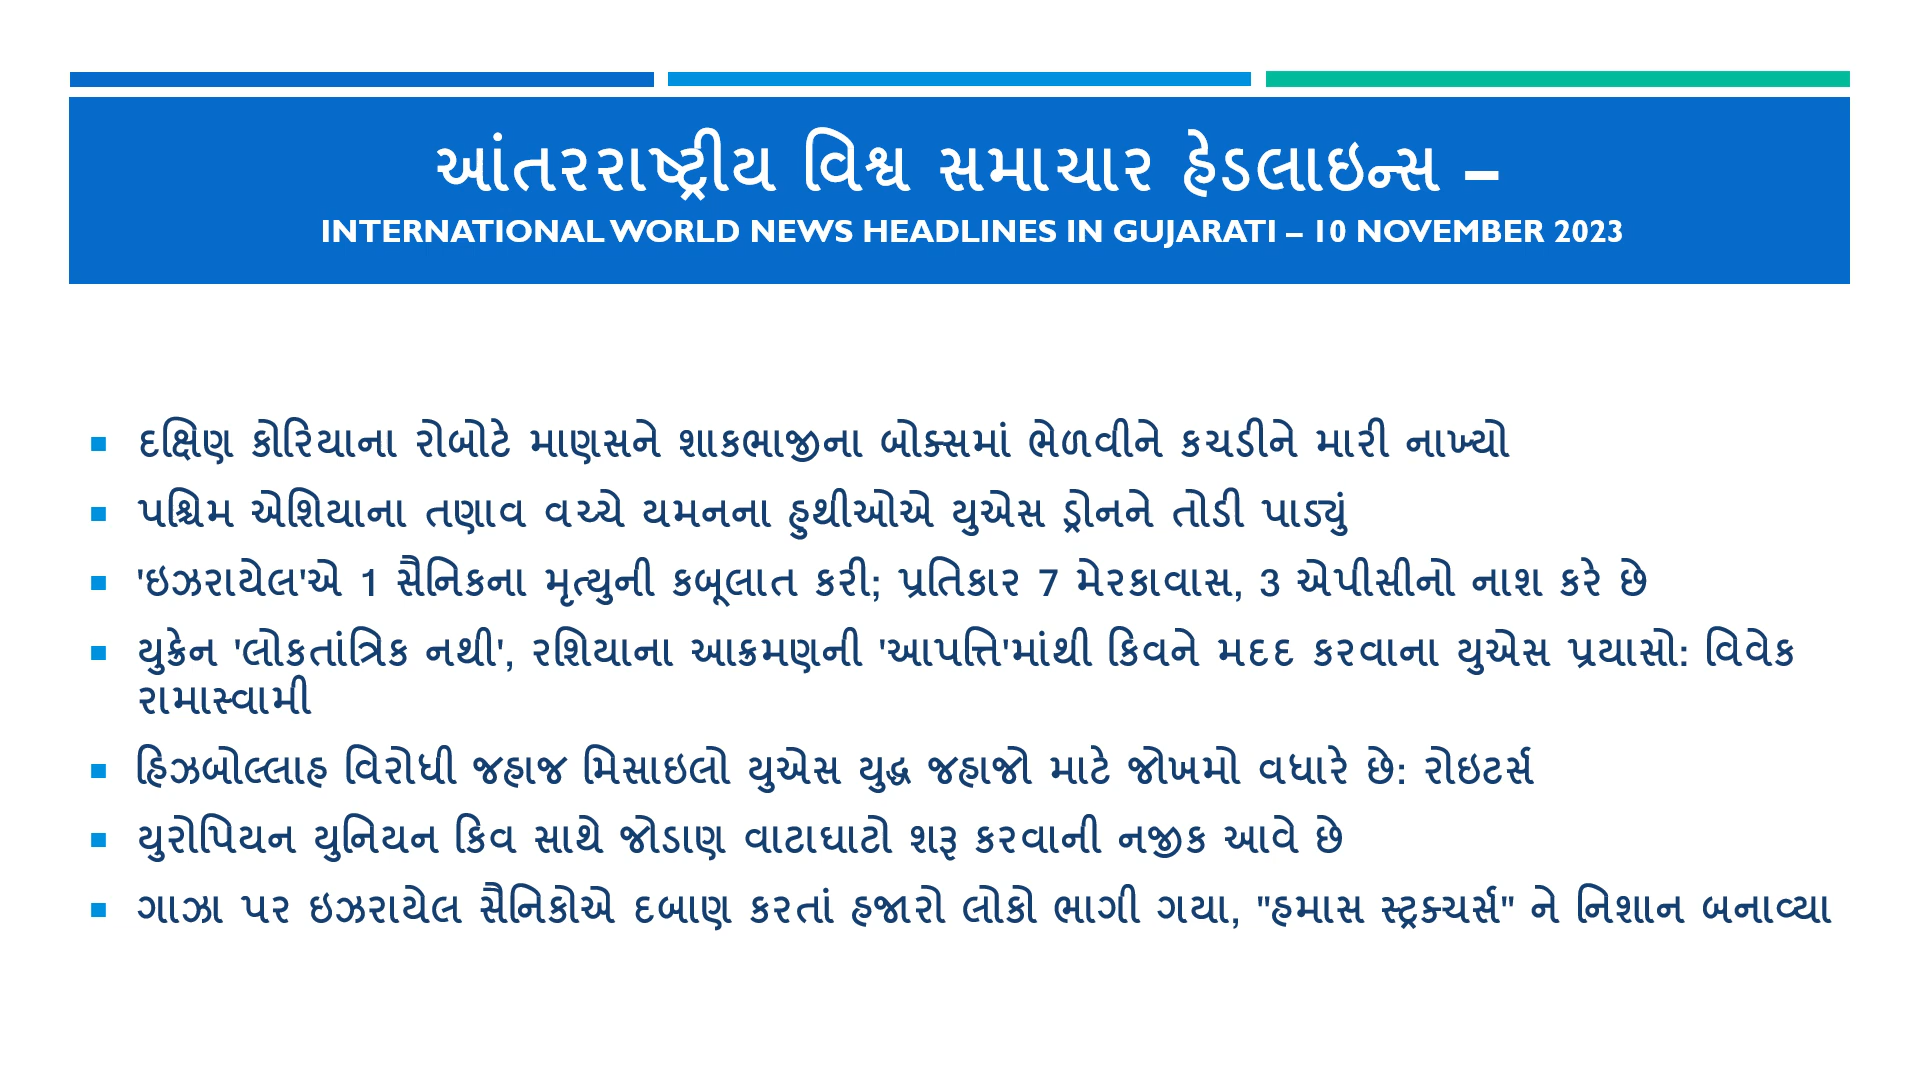 આંતરરાષ્ટ્રીય વિશ્વ સમાચાર હેડલાઇન્સ –
INTERNATIONAL WORLD NEWS HEADLINES IN GUJARATI – 10 NOVEMBER 2023
દક્ષિણ કોરિયાના રોબોટે માણસને શાકભાજીના બોક્સમાં ભેળવીને કચડીને મારી નાખ્યો
પશ્ચિમ એશિયાના તણાવ વચ્ચે યમનના હુથીઓએ યુએસ ડ્રોનને તોડી પાડ્યું
'ઇઝરાયેલ'એ 1 સૈનિકના મૃત્યુની કબૂલાત કરી; પ્રતિકાર 7 મેરકાવાસ, 3 એપીસીનો નાશ કરે છે
યુક્રેન 'લોકતાંત્રિક નથી', રશિયાના આક્રમણની 'આપત્તિ'માંથી કિવને મદદ કરવાના યુએસ પ્રયાસો: વિવેક
રામાસ્વામી
હિઝબોલ્લાહ વિરોધી જહાજ મિસાઇલો યુએસ યુદ્ધ જહાજો માટે જોખમો વધારે છે: રોઇટર્સ
યુરોપિયન યુનિયન કિવ સાથે જોડાણ વાટાઘાટો શરૂ કરવાની નજીક આવે છે
ગાઝા પર ઇઝરાયેલ સૈનિકોએ દબાણ કરતાં હજારો લોકો ભાગી ગયા, "હમાસ સ્ટ્રક્ચર્સ" ને નિશાન બનાવ્યા